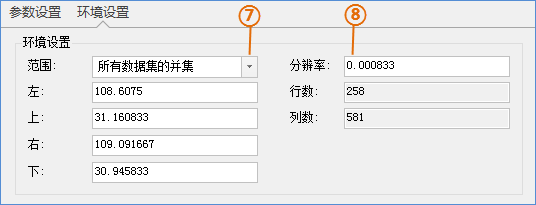 参数设置 环境设置
⑦ ⑧
环境设置
范围: 所有数据集的并集 分辨率: 0.000833
左: 108.6075 行数: 258
上: 31.160833 列数: 581
右: 109.091667
下: 30.945833